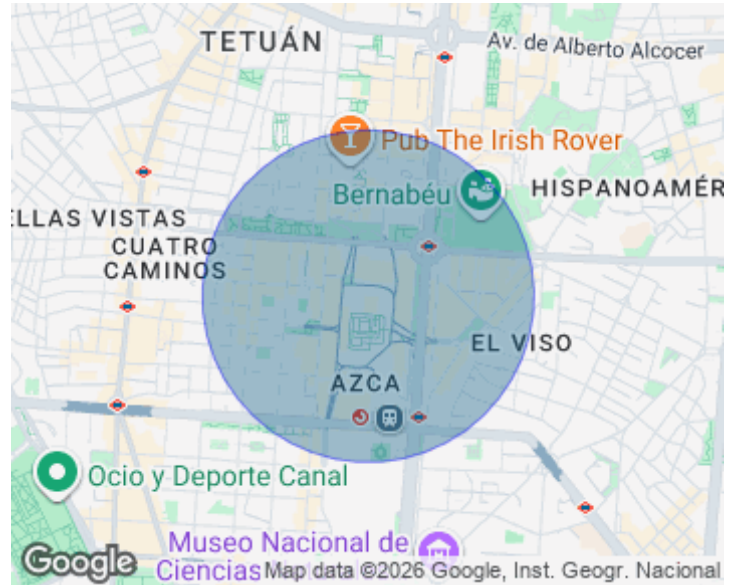 TETUÁN
Av. de Alberto Alcocer
Pub The Irish Rover
Bernabéu
HISPANOAMÉR
ELLAS VISTAS
CUATRO
CAMINOS
EL VISO
AZCA
Ocio y Deporte Canal
Museo Nacional de
Ciencias
Google
Map data ©2026 Google, Inst. Geogr. Nacional